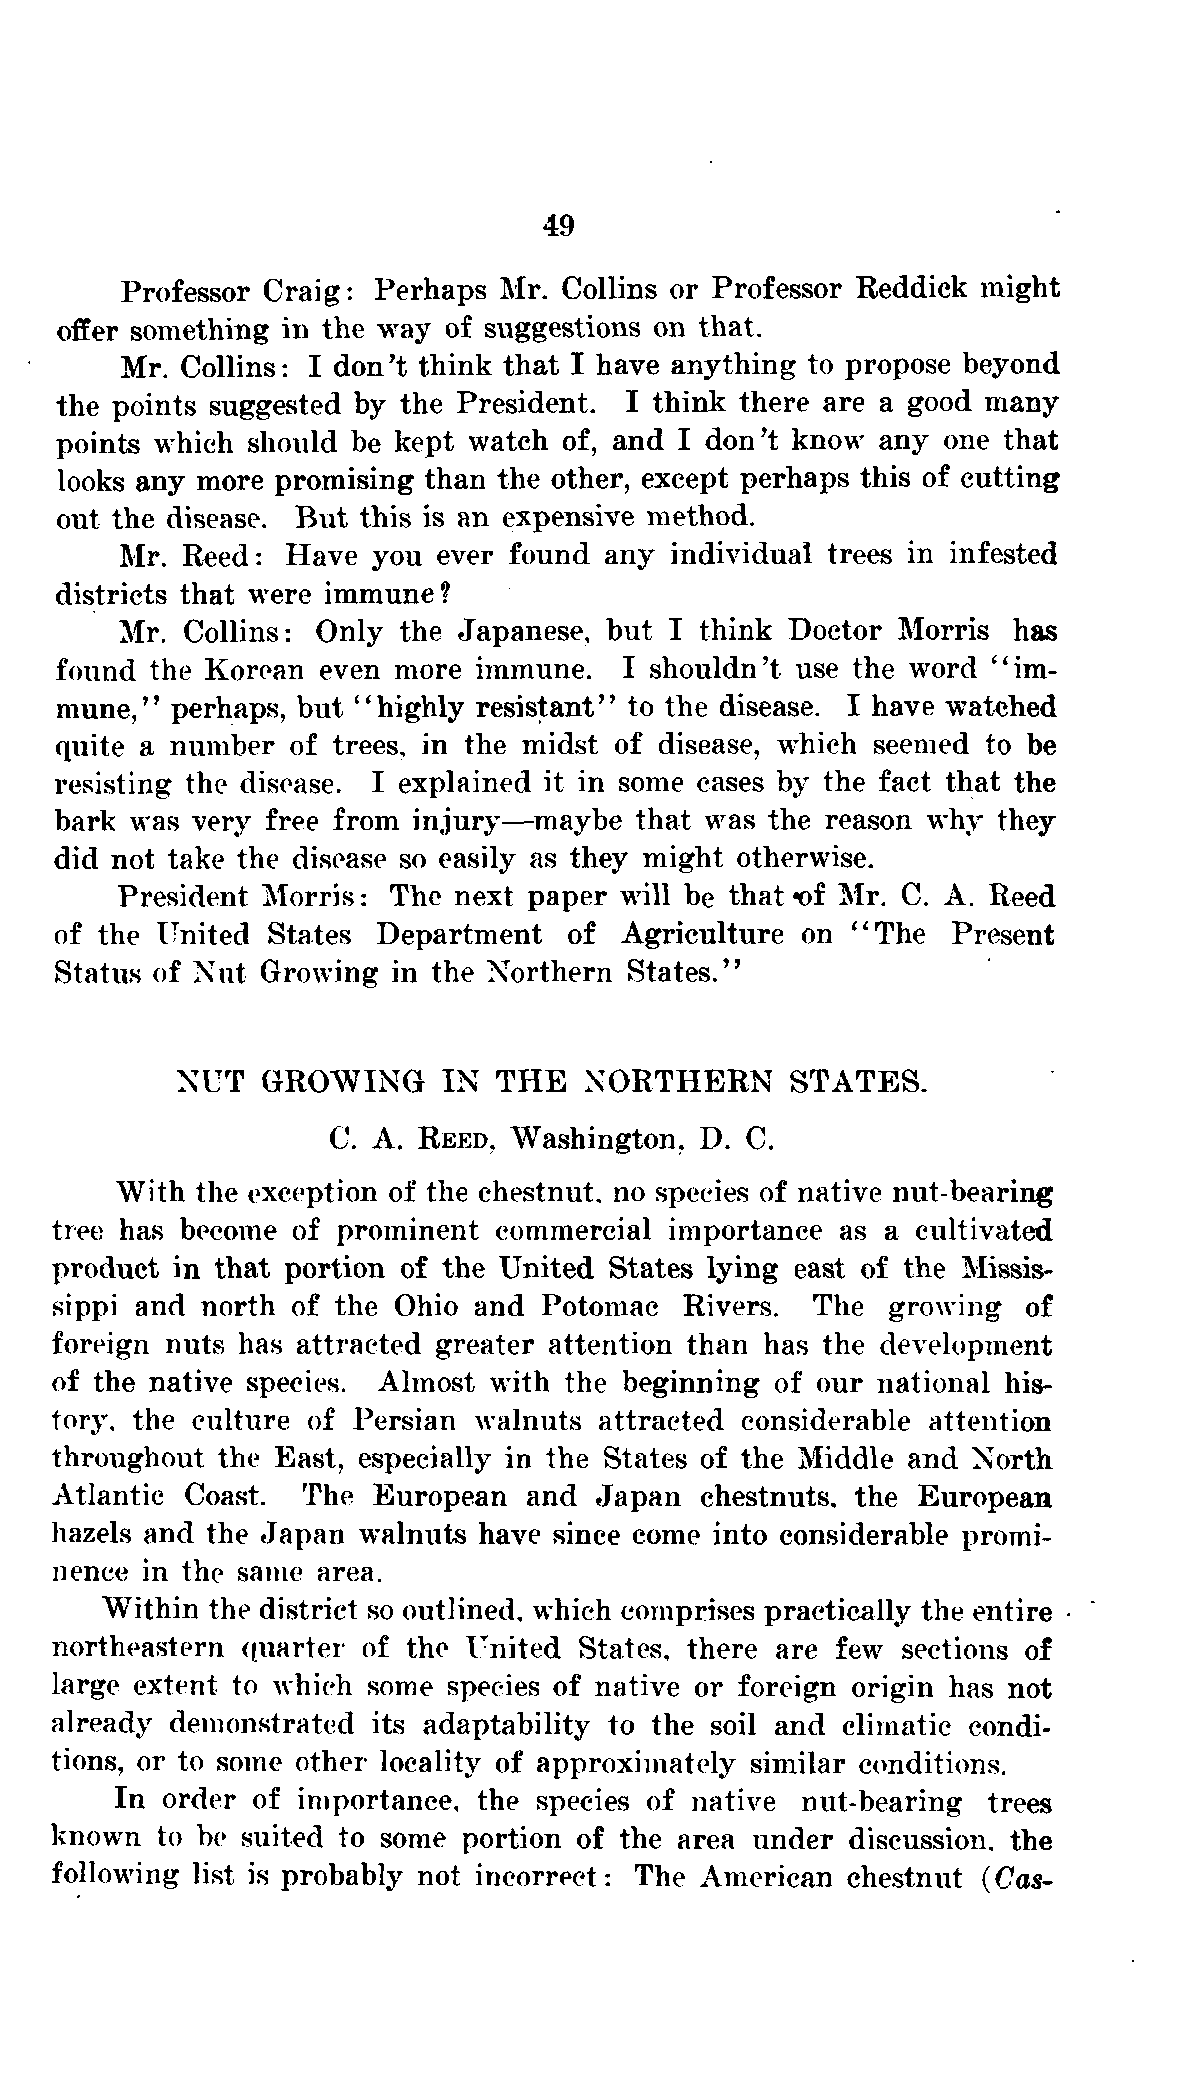 49
Professor Craig: Perhaps Mr. Collins or Professor Reddick might
offer something in the way of suggestions on that.
Mr. Collins: I don't think that I have anything to propose beyond
the points suggested by the President. I think there are a good many
points which should be kept watch of, and I don't know any one that
looks any more promising than the other, except perhaps this of cutting
out the disease. But this is an expensive method.
Mr. Reed: Have you ever found any individual trees in infested
districts that were immune?
Mr. Collins: Only the Japanese, but I think Doctor Morris has
found the Korean even more immune. I shouldn't use the word "im-
mune," perhaps, but "highly resistant" to the disease. I have watched
quite a number of trees, in the midst of disease, which seemed to be
resisting the disease. I explained it in some cases by the fact that the
bark was very free from injury—maybe that was the reason why they
did not take the disease so easily as they might otherwise.
President Morris: The next paper will be that of Mr. C. A. Reed
of the United States Department of Agriculture on "The Present
Status of Nut Growing in the Northern States."
NUT GROWING IN THE NORTHERN STATES.
C. A. REED, Washington, D. C.
With the exception of the chestnut, no species of native nut-bearing
tree has become of prominent commercial importance as a cultivated
product in that portion of the United States lying east of the Missis-
sippi and north of the Ohio and Potomac Rivers. The growing of
foreign nuts has attracted greater attention than has the development
of the native species. Almost with the beginning of our national his-
tory, the culture of Persian walnuts attracted considerable attention
throughout the East, especially in the States of the Middle and North
Atlantic Coast. The European and Japan chestnuts, the European
hazels and the Japan walnuts have since come into considerable promi-
nence in the same area.
Within the district so outlined, which comprises practically the entire
northeastern quarter of the United States, there are few sections of
large extent to which some species of native or foreign origin has not
already demonstrated its adaptability to the soil and climatic condi-
tions, or to some other locality of approximately similar conditions.
In order of importance, the species of native nut-bearing trees
known to be suited to some portion of the area under discussion, the
following list is probably not incorrect: The American chestnut (Cas-